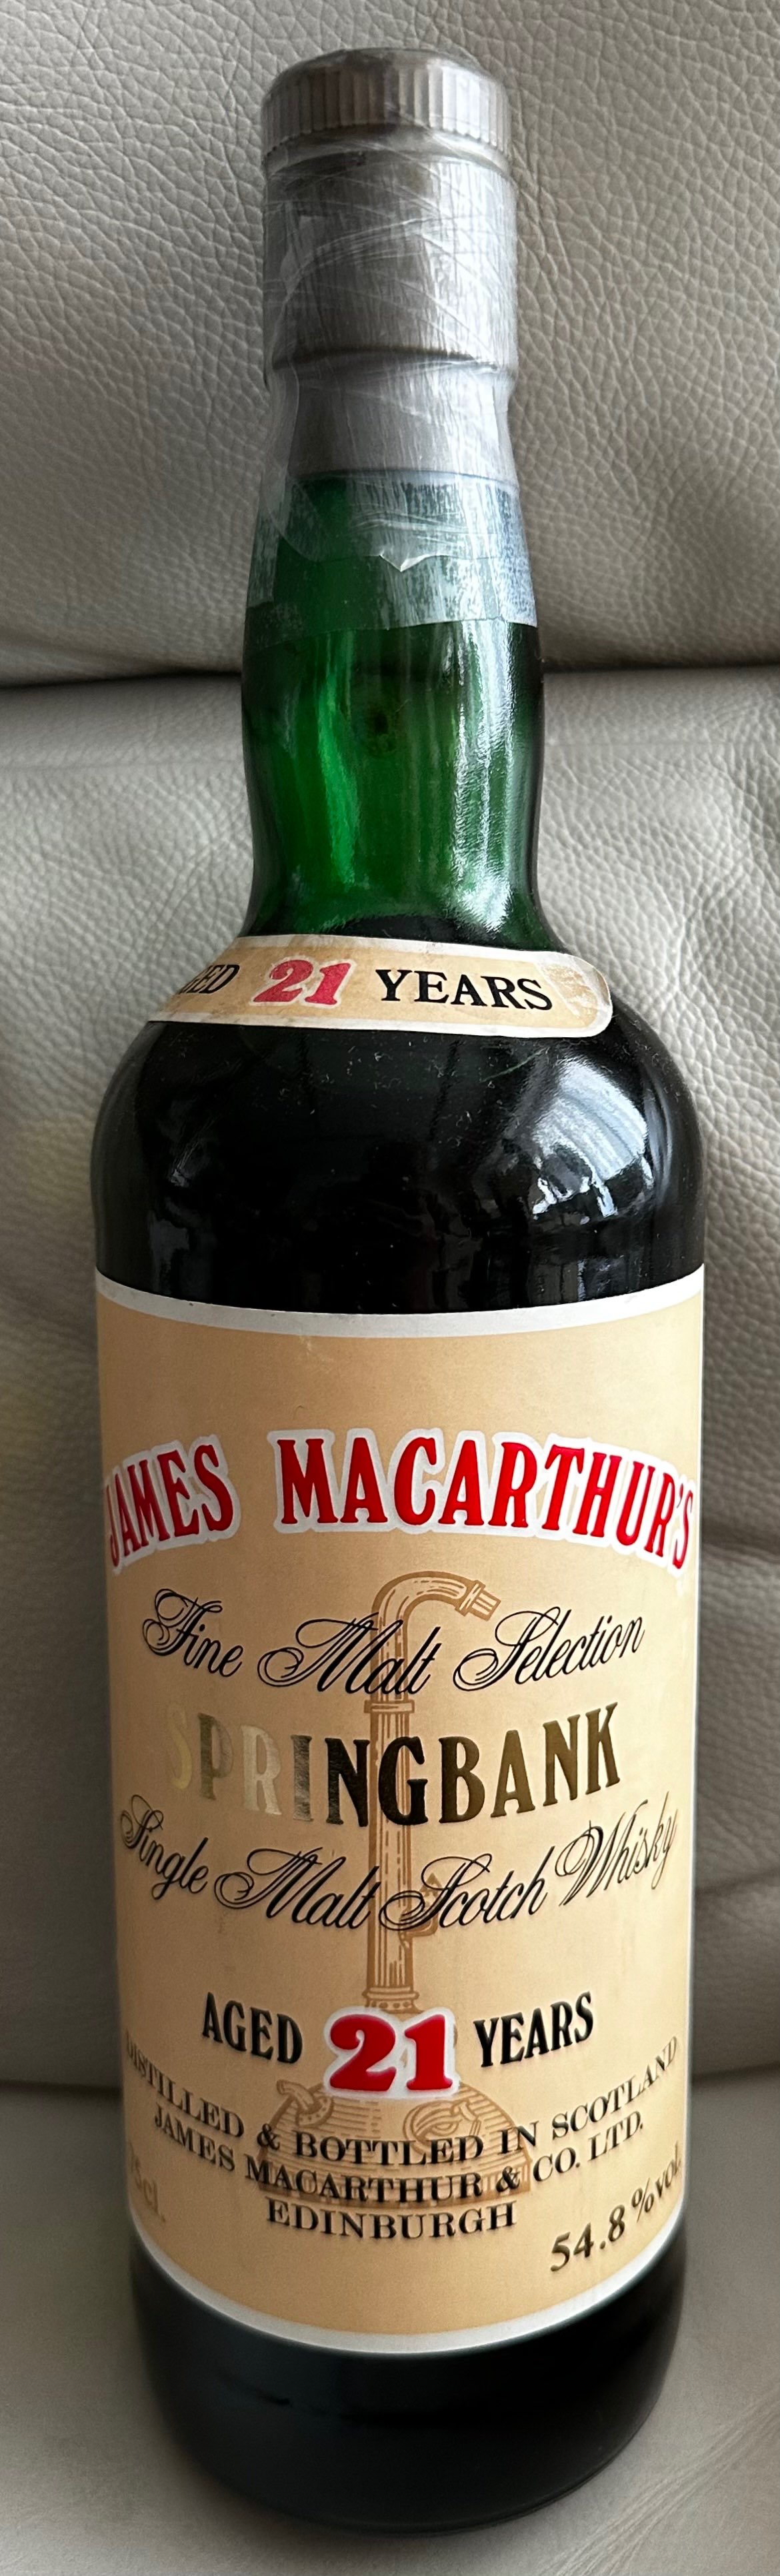 21 YEARS
JAMES MACARTHUR'S
Fine Malt Selection
SPRINGBANK
Single Malt Scotch Whisky
AGED 21 YEARS
DISTILLED & BOTTLED IN SCOTLAND
JAMES MACARTHUR & CO. LTD.
EDINBURGH
54.8%vol.